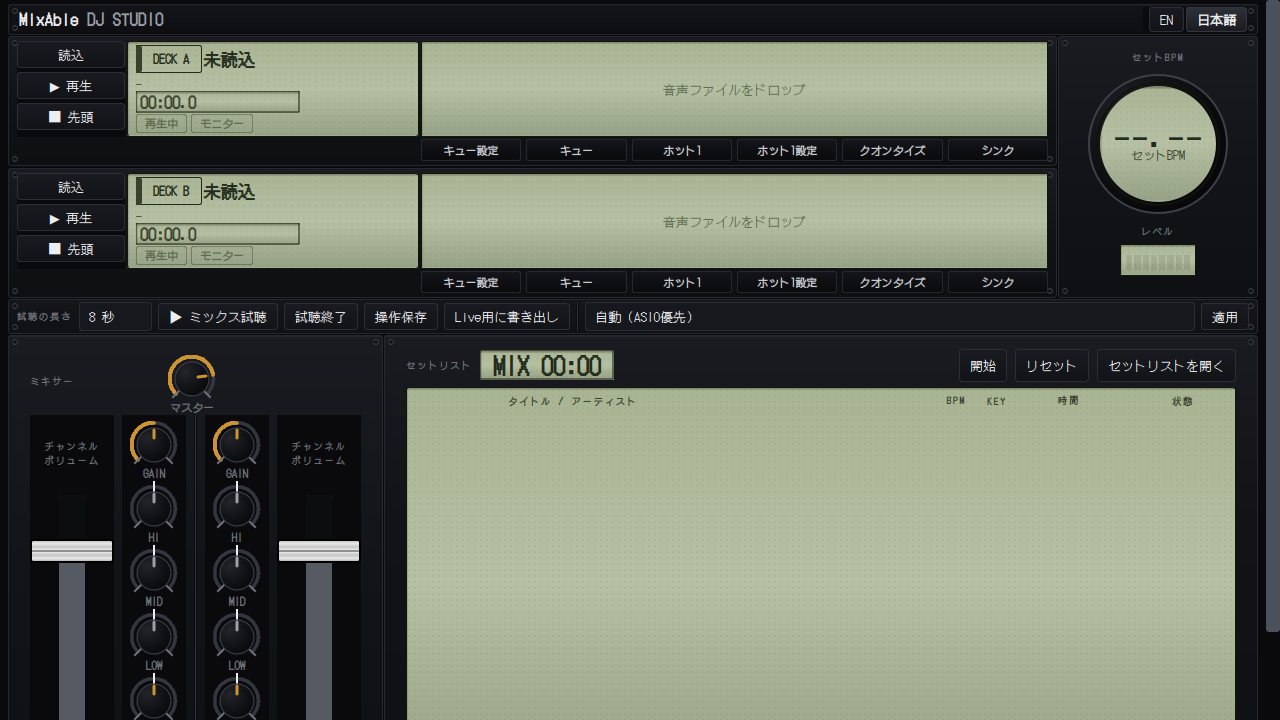 MixAble DJ STUDIO
EN 日本語
読込
▶ 再生
■ 先頭
DECK A 未読込
—
00:00.0
再生中 モニター
音声ファイルをドロップ
キュー設定 キュー ホット1 ホット1設定 クオンタイズ シンク
セットBPM
--.--
セットBPM
レベル
読込
▶ 再生
■ 先頭
DECK B 未読込
—
00:00.0
再生中 モニター
音声ファイルをドロップ
キュー設定 キュー ホット1 ホット1設定 クオンタイズ シンク
試聴の長さ 8 秒 ▶ ミックス試聴 試聴終了 操作保存 Live用に書き出し 自動（ASIO優先） 適用
ミキサー
マスター
チャンネル
ボリューム
GAIN
HI
MID
LOW
GAIN
HI
MID
LOW
チャンネル
ボリューム
セットリスト MIX 00:00 開始 リセット セットリストを開く
タイトル / アーティスト BPM KEY 時間 状態